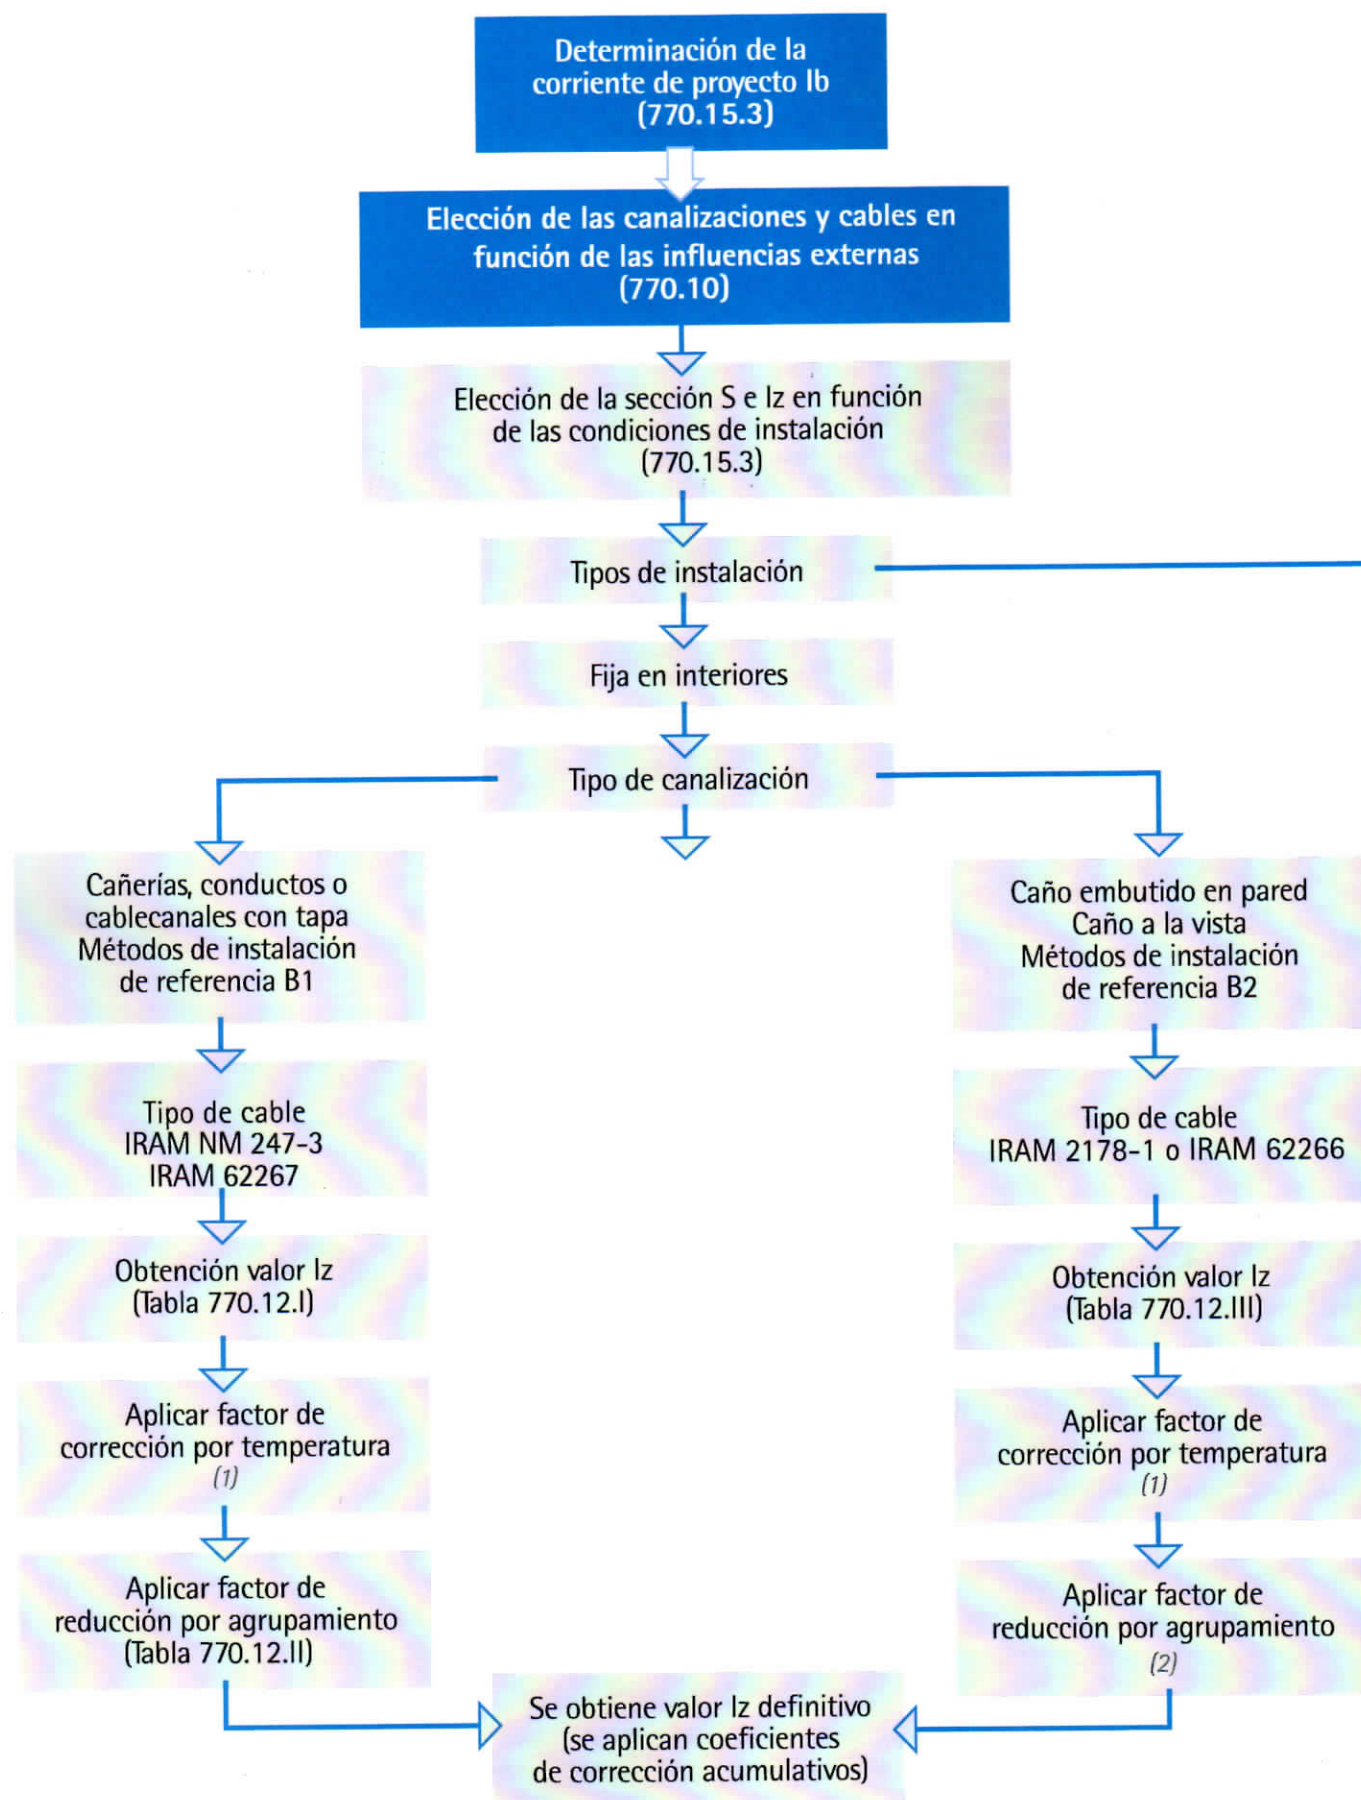 Determinación de la
corriente de proyecto Ib
(770.15.3)
Elección de las canalizaciones y cables en
función de las influencias externas
(770.10)
Elección de la sección S e Iz en función
de las condiciones de instalación
(770.15.3)
Tipos de instalación
Fija en interiores
Tipo de canalización
Cañerías, conductos o
cablecanales con tapa
Métodos de instalación
de referencia B1
Tipo de cable
IRAM NM 247-3
IRAM 62267
Obtención valor Iz
(Tabla 770.12.I)
Aplicar factor de
corrección por temperatura
(1)
Aplicar factor de
reducción por agrupamiento
(Tabla 770.12.II)
Caño embutido en pared
Caño a la vista
Métodos de instalación
de referencia B2
Tipo de cable
IRAM 2178-1 o IRAM 62266
Obtención valor Iz
(Tabla 770.12.III)
Aplicar factor de
corrección por temperatura
(1)
Aplicar factor de
reducción por agrupamiento
(2)
Se obtiene valor Iz definitivo
(se aplican coeficientes
de corrección acumulativos)